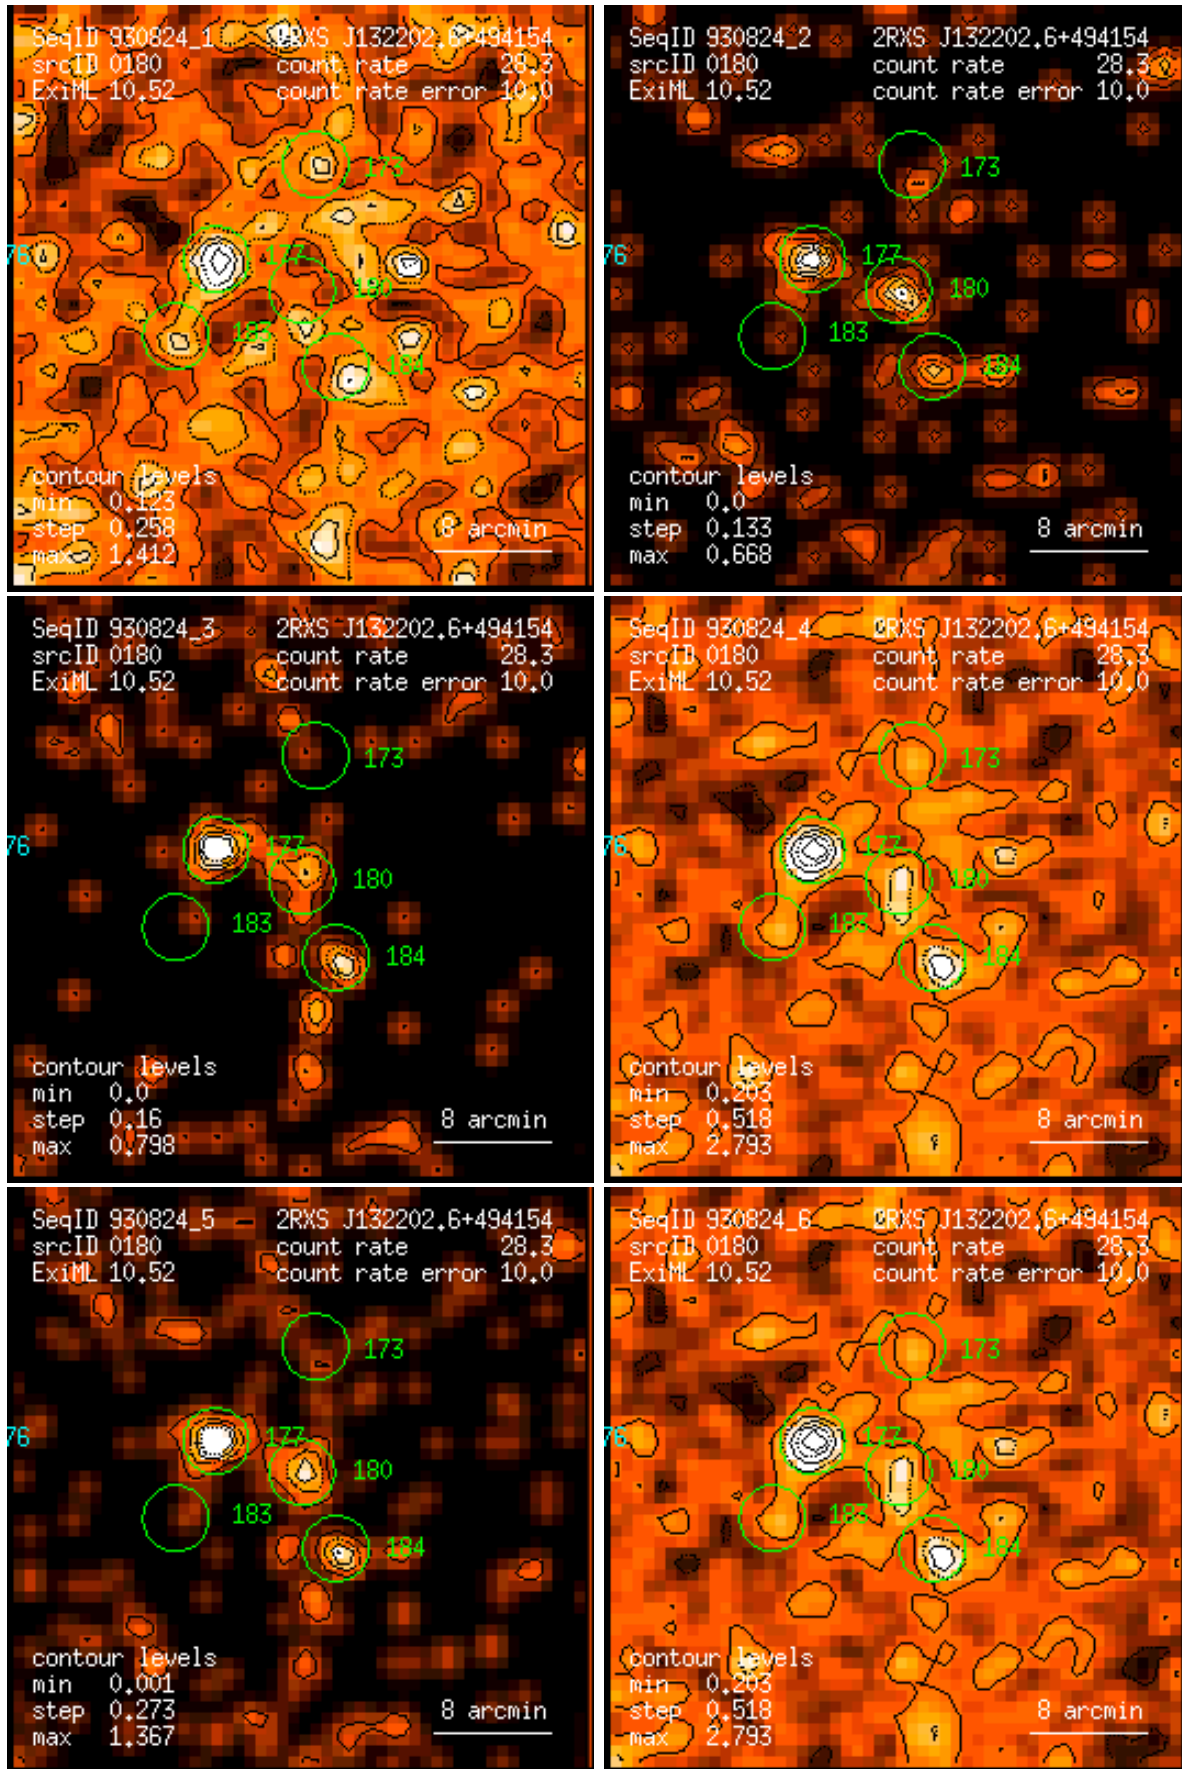 SeqID 930824_1 2RXS J132202.6+494154
srcID 0180 count rate 28.3
ExiML 10.52 count rate error 10.0
173
76 177
180
183
184
contour levels
min 0.123
step 0.258 8 arcmin
max 1.412
SeqID 930824_2 2RXS J132202.6+494154
srcID 0180 count rate 28.3
ExiML 10.52 count rate error 10.0
173
76 177
180
183
184
contour levels
min 0.0
step 0.133 8 arcmin
max 0.668
SeqID 930824_3 2RXS J132202.6+494154
srcID 0180 count rate 28.3
ExiML 10.52 count rate error 10.0
173
76 177
180
183
184
contour levels
min 0.0
step 0.16 8 arcmin
max 0.798
SeqID 930824_4 2RXS J132202.6+494154
srcID 0180 count rate 28.3
ExiML 10.52 count rate error 10.0
173
76 177
180
183
184
contour levels
min 0.203
step 0.518 8 arcmin
max 2.793
SeqID 930824_5 2RXS J132202.6+494154
srcID 0180 count rate 28.3
ExiML 10.52 count rate error 10.0
173
76 177
180
183
184
contour levels
min 0.001
step 0.273 8 arcmin
max 1.367
SeqID 930824_6 2RXS J132202.6+494154
srcID 0180 count rate 28.3
ExiML 10.52 count rate error 10.0
173
76 177
180
183
184
contour levels
min 0.203
step 0.518 8 arcmin
max 2.793